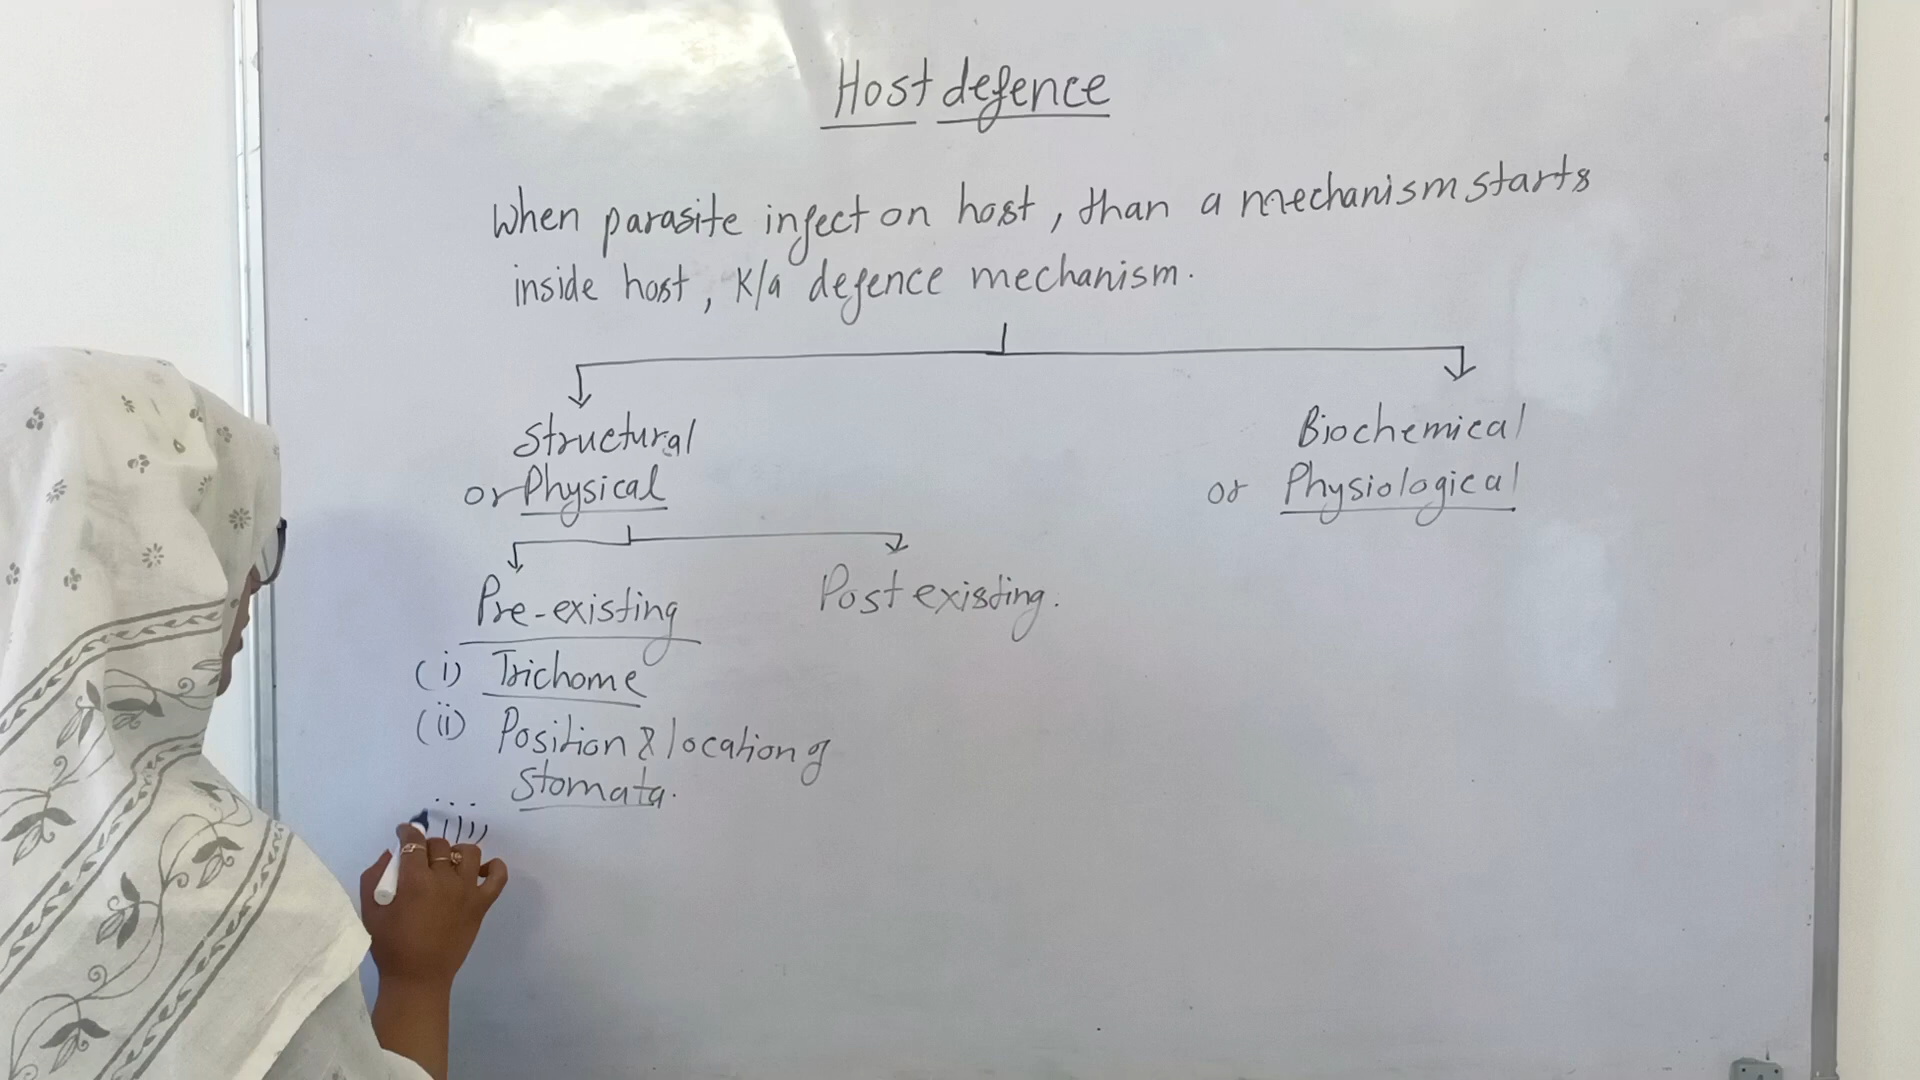 Host defence
When parasite infect on host, than a mechanism starts
inside host, K/a defence mechanism.
Structural
or Physical
Biochemical
or Physiological
Pre-existing
Post existing.
(i) Trichome
(ii) Position & location of
Stomata.
iii)